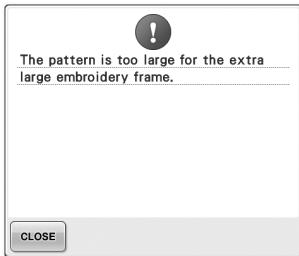 The pattern is too large for the extra
large embroidery frame.
CLOSE